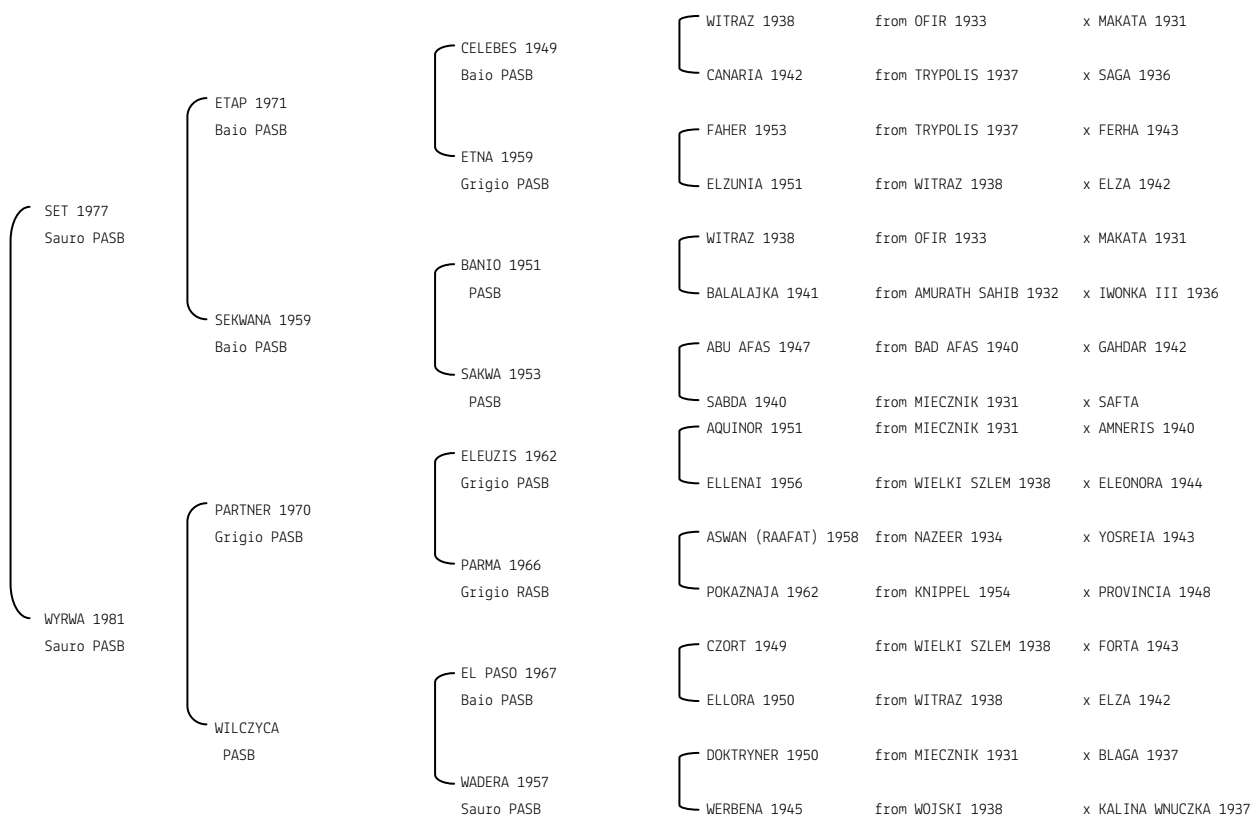 WITRAZ 1938 from OFIR 1933 x MAKATA 1931
CELEBES 1949
Baio PASB
CANARIA 1942 from TRYPOLIS 1937 x SAGA 1936
ETAP 1971
Baio PASB
FAHER 1953 from TRYPOLIS 1937 x FERHA 1943
ETNA 1959
Grigio PASB
ELZUNIA 1951 from WITRAZ 1938 x ELZA 1942
SET 1977
Sauro PASB
WITRAZ 1938 from OFIR 1933 x MAKATA 1931
BANIO 1951
PASB
BALALAJKA 1941 from AMURATH SAHIB 1932 x IWONKA III 1936
SEKWANA 1959
Baio PASB
ABU AFAS 1947 from BAD AFAS 1940 x GAHDAR 1942
SAKWA 1953
PASB
SABDA 1940 from MIECZNIK 1931 x SAFTA
AQUINOR 1951 from MIECZNIK 1931 x AMNERIS 1940
ELEUZIS 1962
Grigio PASB
ELLENAI 1956 from WIELKI SZLEM 1938 x ELEONORA 1944
PARTNER 1970
Grigio PASB
ASWAN (RAAFAT) 1958 from NAZEER 1934 x YOSREIA 1943
PARMA 1966
Grigio RASB
POKAZNAJA 1962 from KNIPPEL 1954 x PROVINCIA 1948
WYRWA 1981
Sauro PASB
CZORT 1949 from WIELKI SZLEM 1938 x FORTA 1943
EL PASO 1967
Baio PASB
ELLORA 1950 from WITRAZ 1938 x ELZA 1942
WILCZYCA
PASB
DOKTRYNER 1950 from MIECZNIK 1931 x BLAGA 1937
WADERA 1957
Sauro PASB
WERBENA 1945 from WOJSKI 1938 x KALINA WNUCZKA 1937